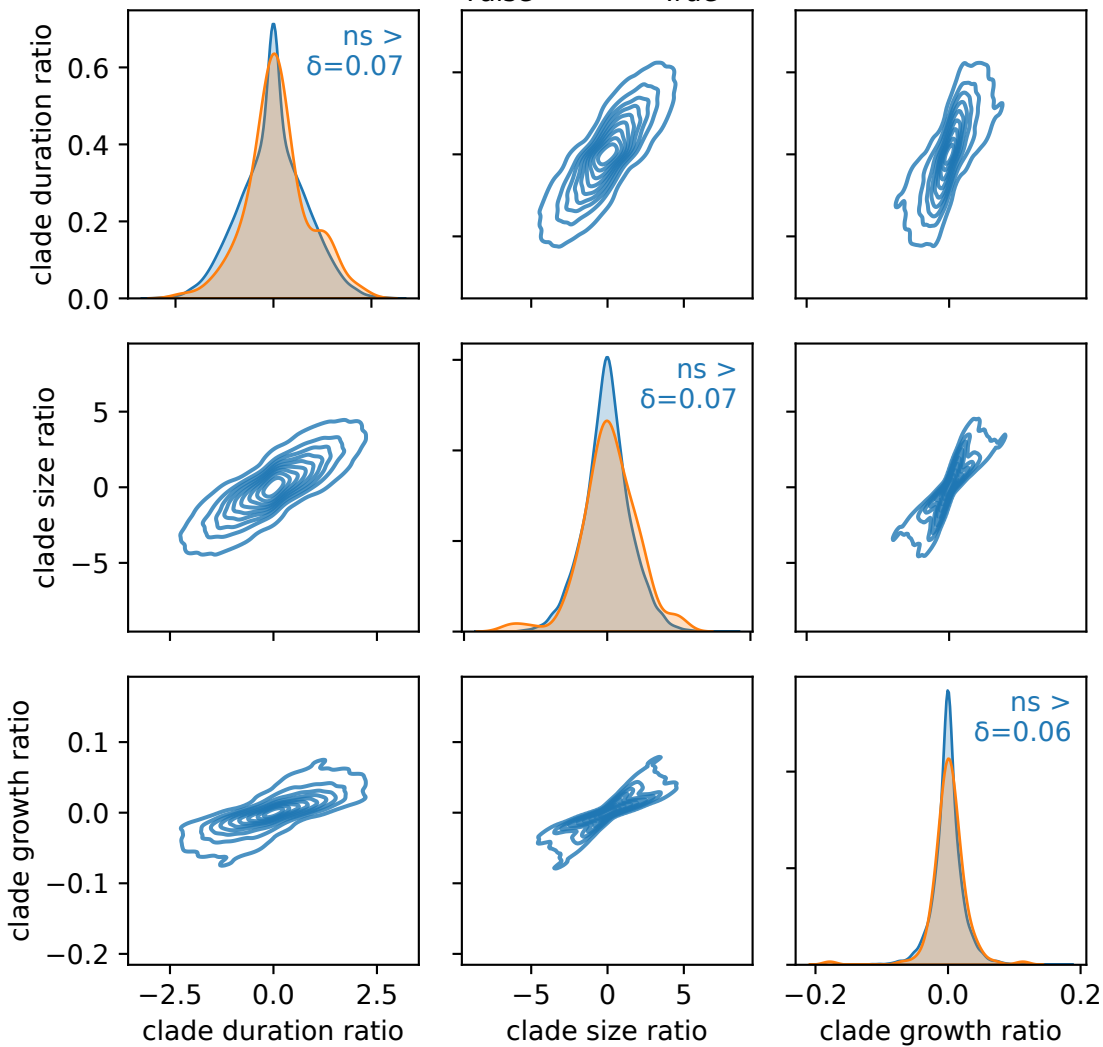 clade duration ratio
0.6
0.4
0.2
0.0
ns >
δ=0.07
clade size ratio
5
0
−5
ns >
δ=0.07
clade growth ratio
0.1
0.0
−0.1
−0.2
ns >
δ=0.06
−2.5 0.0 2.5
−5 0 5
−0.2 0.0 0.2
clade duration ratio
clade size ratio
clade growth ratio